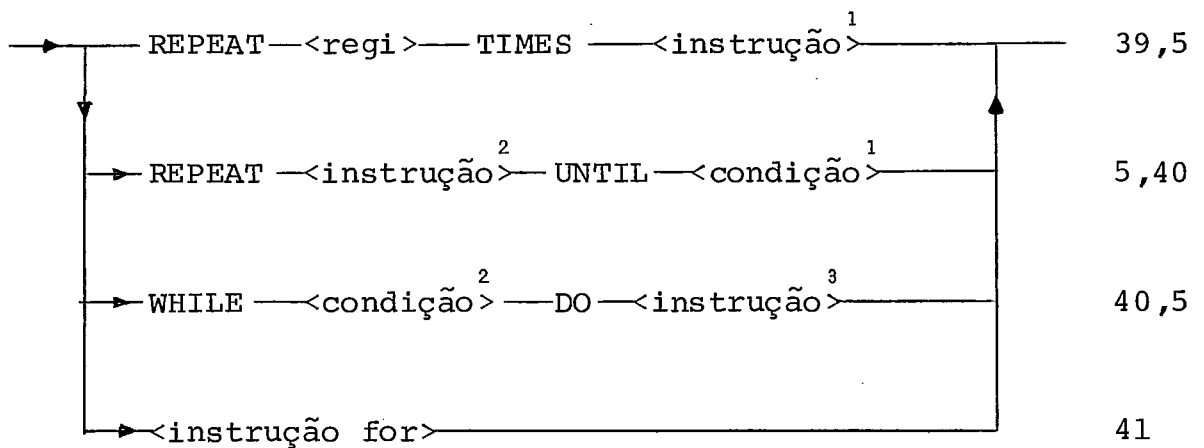 REPEAT <regi> TIMES <instrução>¹ 39,5
REPEAT <instrução>² UNTIL <condição>¹ 5,40
WHILE <condição>² DO <instrução>³ 40,5
<instrução for> 41